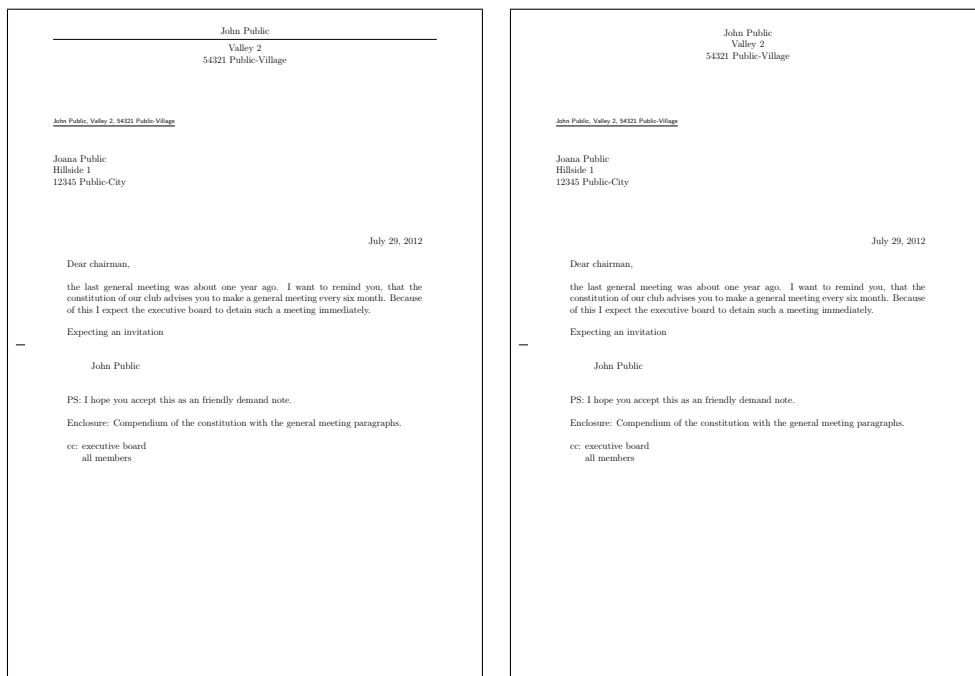 John Public
Valley 2
54321 Public-Village
John Public, Valley 2, 54321 Public-Village
Joana Public
Hillside 1
12345 Public-City
July 29, 2012
Dear chairman,
the last general meeting was about one year ago. I want to remind you, that the
constitution of our club advises you to make a general meeting every six month. Because
of this I expect the executive board to detain such a meeting immediately.
Expecting an invitation
John Public
PS: I hope you accept this as an friendly demand note.
Enclosure: Compendium of the constitution with the general meeting paragraphs.
cc: executive board
all members
John Public
Valley 2
54321 Public-Village
John Public, Valley 2, 54321 Public-Village
Joana Public
Hillside 1
12345 Public-City
July 29, 2012
Dear chairman,
the last general meeting was about one year ago. I want to remind you, that the
constitution of our club advises you to make a general meeting every six month. Because
of this I expect the executive board to detain such a meeting immediately.
Expecting an invitation
John Public
PS: I hope you accept this as an friendly demand note.
Enclosure: Compendium of the constitution with the general meeting paragraphs.
cc: executive board
all members